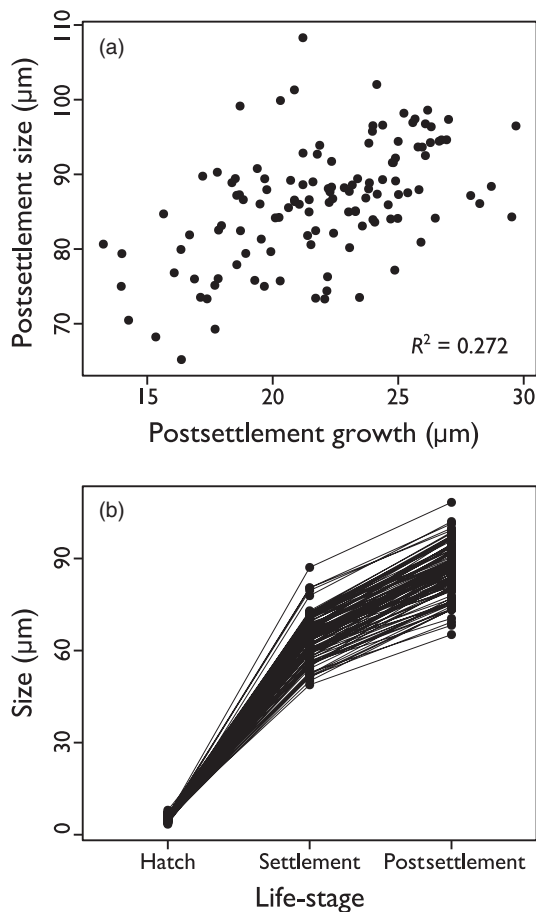 (a)
Postsettlement size (µm)
110
100
90
80
70
R² = 0.272
15
20
25
30
Postsettlement growth (µm)
(b)
Size (µm)
90
60
30
0
Hatch
Settlement
Postsettlement
Life-stage